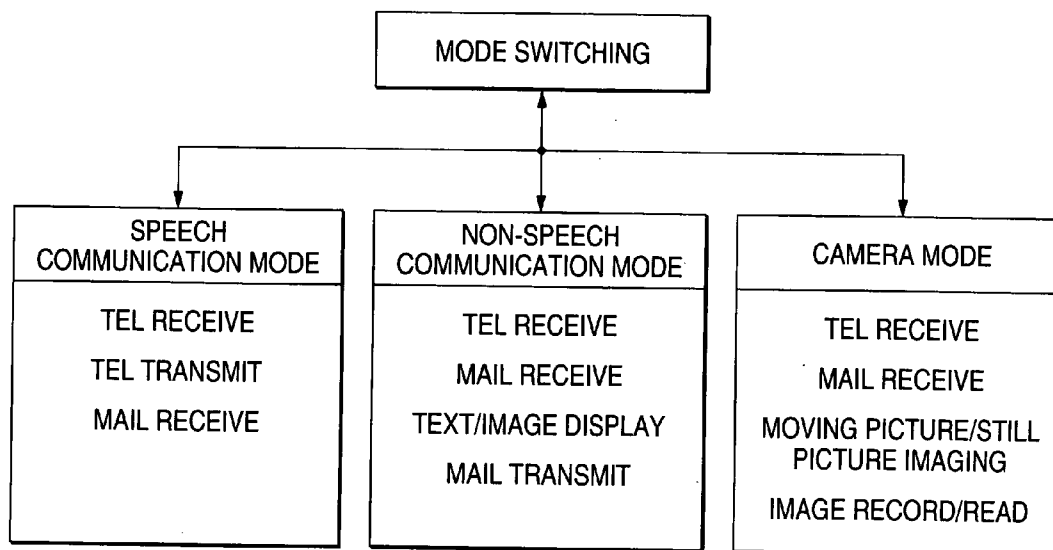 MODE SWITCHING
SPEECH
COMMUNICATION MODE
TEL RECEIVE
TEL TRANSMIT
MAIL RECEIVE
NON-SPEECH
COMMUNICATION MODE
TEL RECEIVE
MAIL RECEIVE
TEXT/IMAGE DISPLAY
MAIL TRANSMIT
CAMERA MODE
TEL RECEIVE
MAIL RECEIVE
MOVING PICTURE/STILL
PICTURE IMAGING
IMAGE RECORD/READ